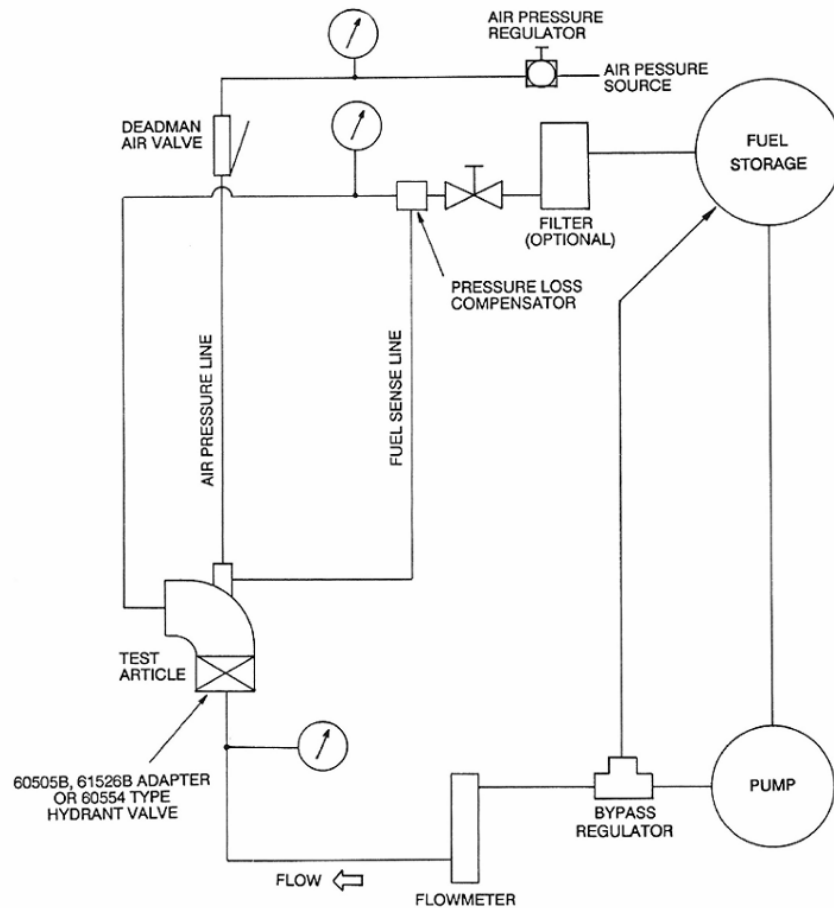 AIR PRESSURE
REGULATOR
AIR PESSURE
SOURCE
DEADMAN
AIR VALVE
FUEL
STORAGE
FILTER
(OPTIONAL)
PRESSURE LOSS
COMPENSATOR
AIR PRESSURE LINE
FUEL SENSE LINE
TEST
ARTICLE
60505B, 61526B ADAPTER
OR 60554 TYPE
HYDRANT VALVE
PUMP
BYPASS
REGULATOR
FLOW
FLOWMETER